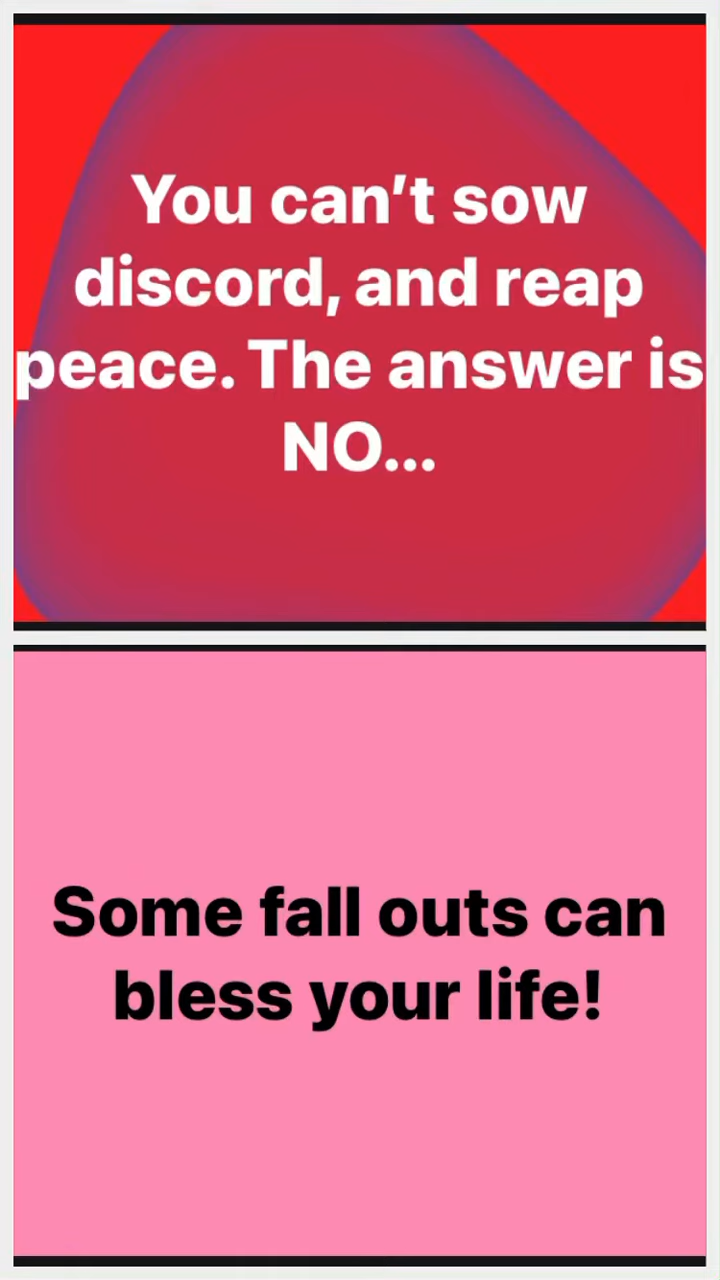 You can’t sow
discord, and reap
peace. The answer is
NO...
Some fall outs can
bless your life!